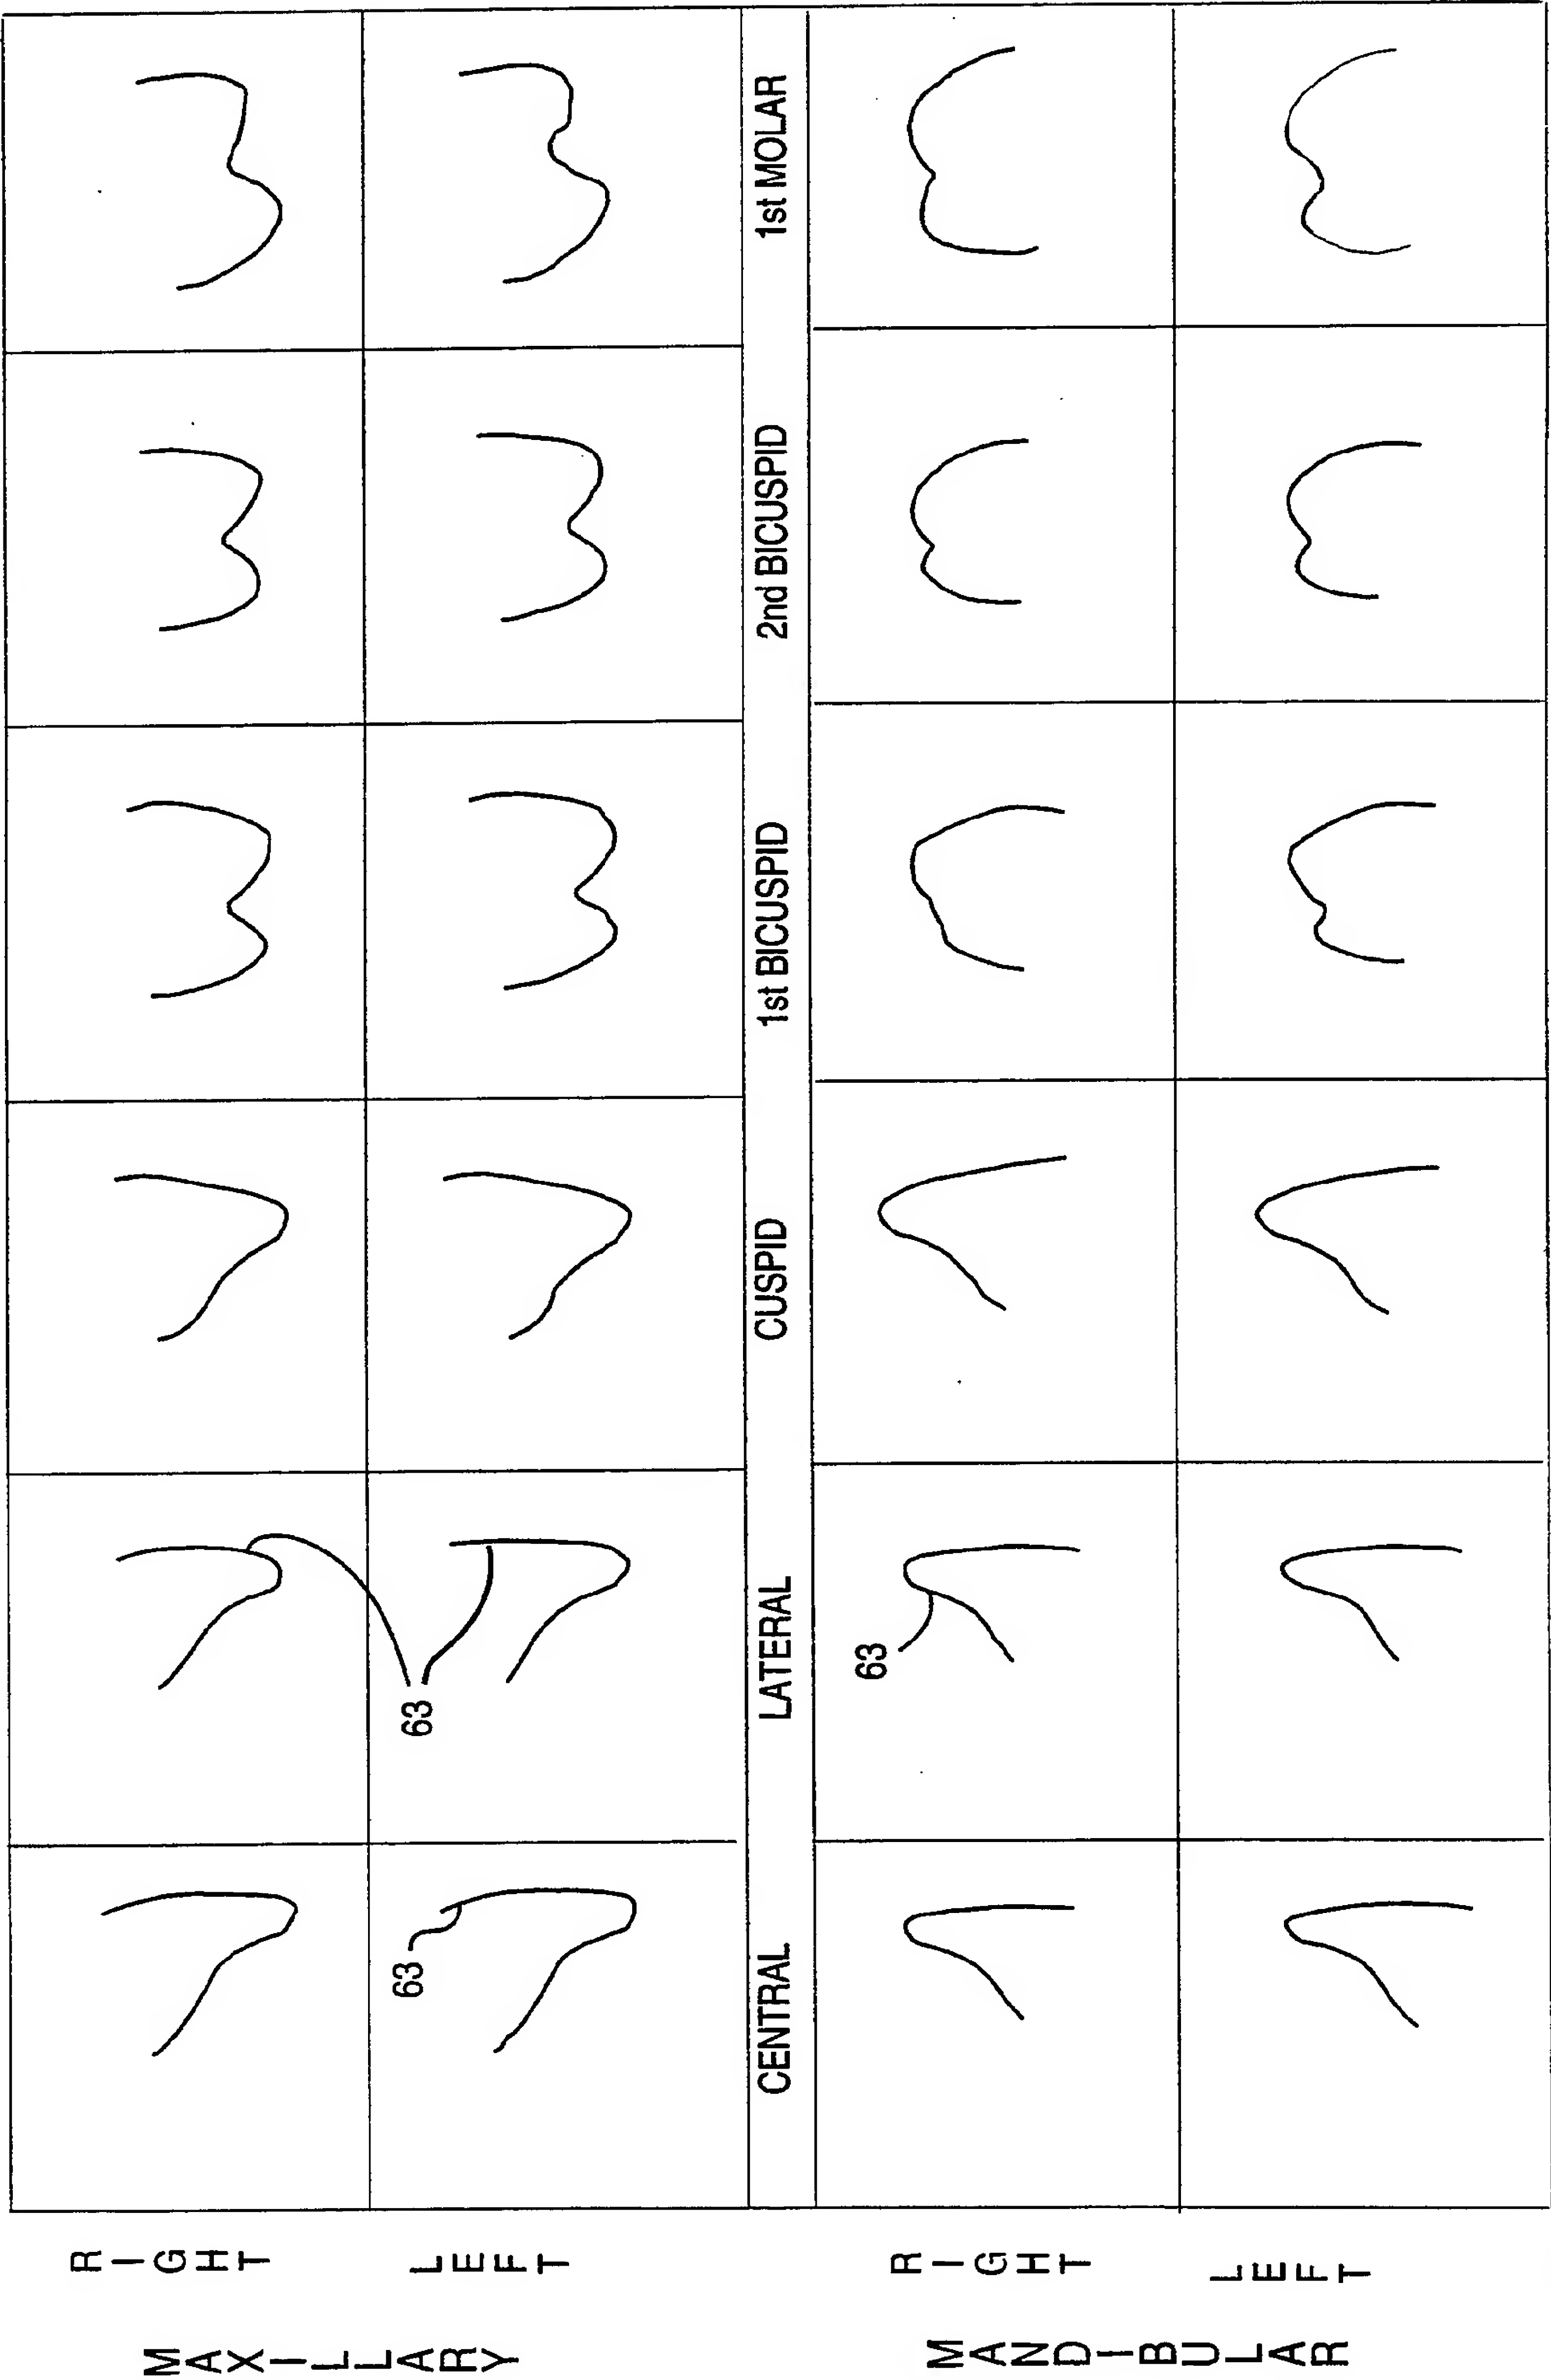 MAXILLARY
RIGHT
LEFT
63
63
CENTRAL
LATERAL
CUSPID
1st BICUSPID
2nd BICUSPID
1st MOLAR
MANDIBULAR
RIGHT
LEFT
63